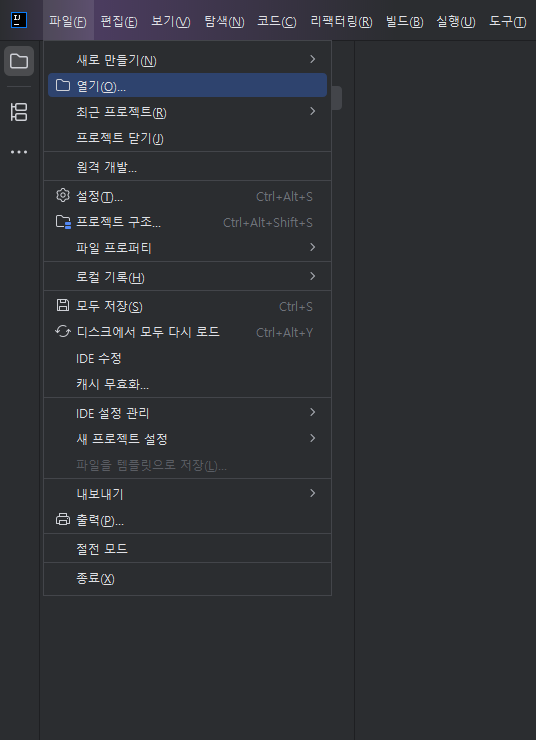 IJ
파일(F) 편집(E) 보기(V) 탐색(N) 코드(C) 리팩터링(R) 빌드(B) 실행(U) 도구(T)
새로 만들기(N)
열기(O)...
최근 프로젝트(R)
프로젝트 닫기(J)
원격 개발...
설정(T)... Ctrl+Alt+S
프로젝트 구조... Ctrl+Alt+Shift+S
파일 프로퍼티
로컬 기록(H)
모두 저장(S) Ctrl+S
디스크에서 모두 다시 로드 Ctrl+Alt+Y
IDE 수정
캐시 무효화...
IDE 설정 관리
새 프로젝트 설정
파일을 템플릿으로 저장(L)...
내보내기
출력(P)...
절전 모드
종료(X)